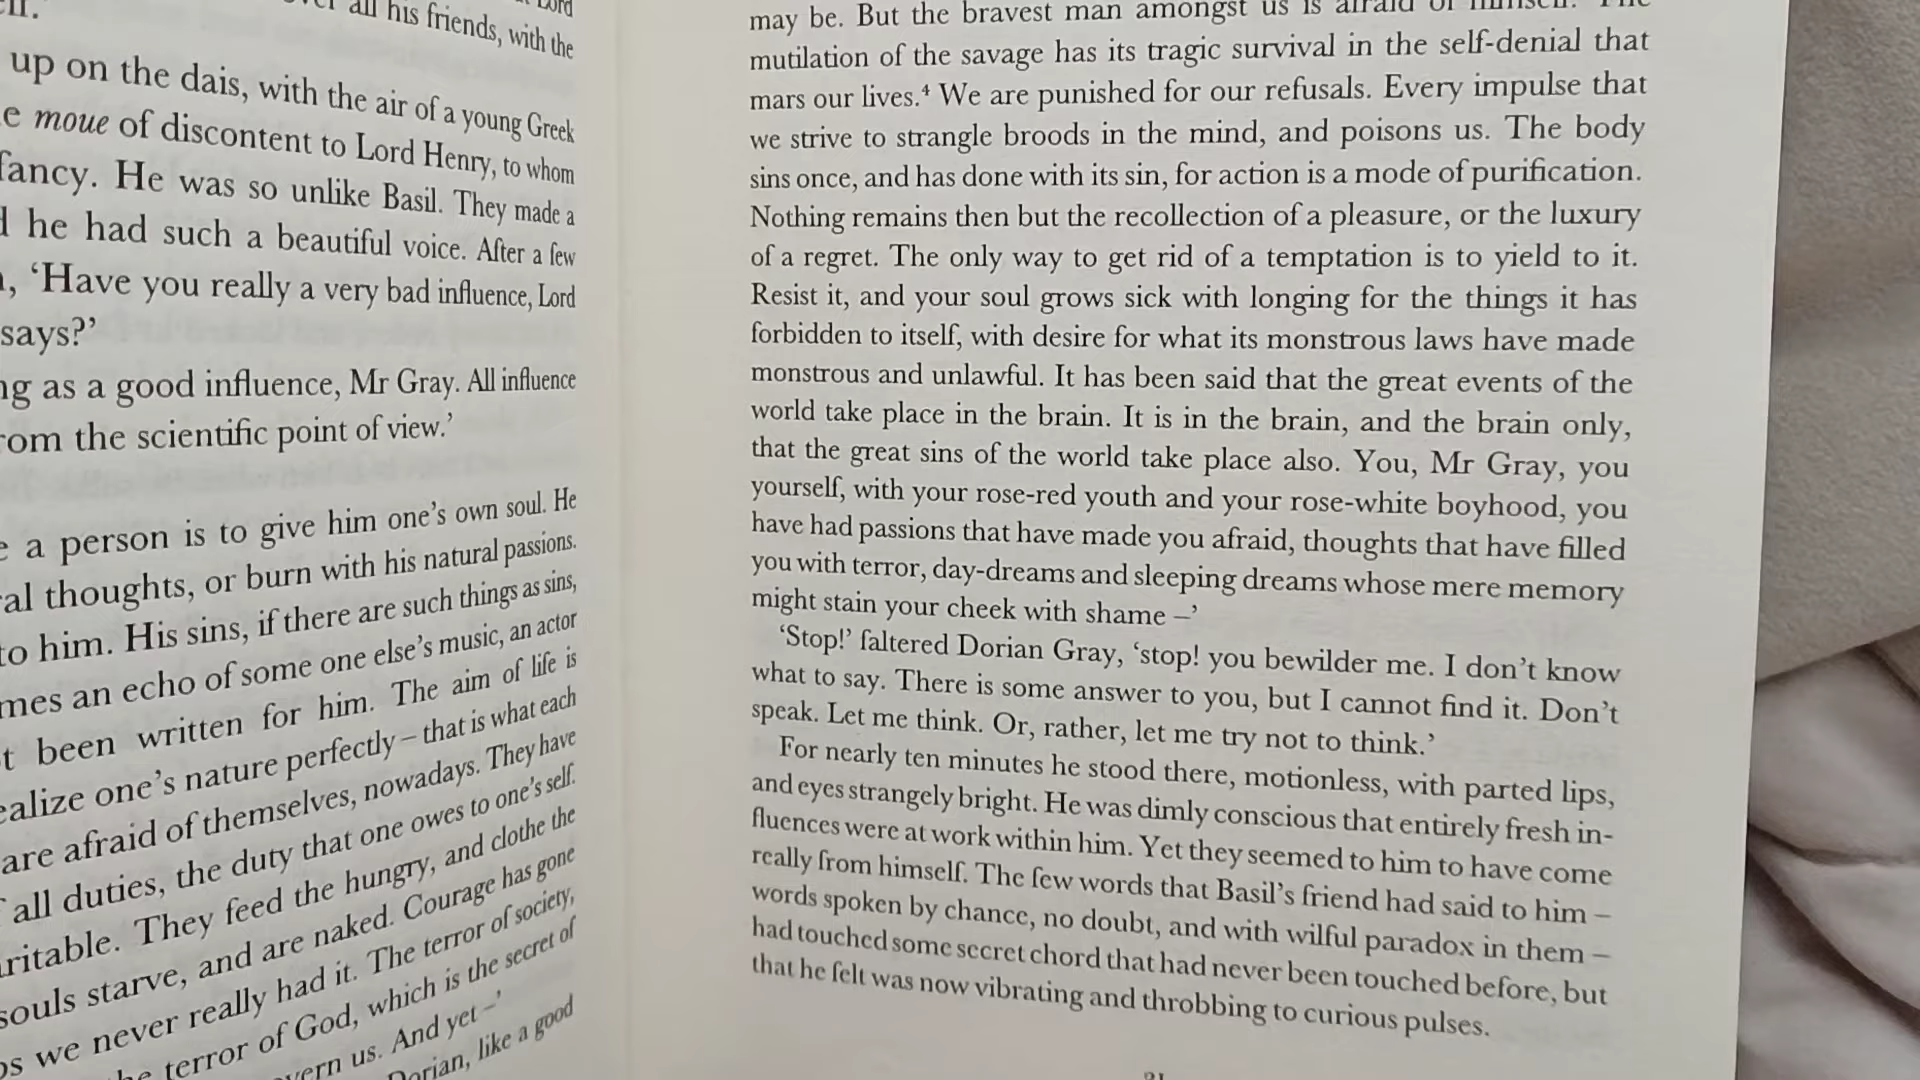 all his friends, with the
up on the dais, with the air of a young Greek
moue of discontent to Lord Henry, to whom
fancy. He was so unlike Basil. They made a
he had such a beautiful voice. After a few
‘Have you really a very bad influence, Lord
says?’
as a good influence, Mr Gray. All influence
the scientific point of view.’
a person is to give him one’s own soul. He
thoughts, or burn with his natural passions.
to him. His sins, if there are such things as sins,
an echo of some one else’s music, an actor
been written for him. The aim of life is
one’s nature perfectly – that is what each
are afraid of themselves, nowadays. They have
all duties, the duty that one owes to one’s self.
They feed the hungry, and clothe the
souls starve, and are naked. Courage has gone
we never really had it. The terror of society,
terror of God, which is the secret of
us. And yet –’
Dorian, like a good
may be. But the bravest man amongst us is afraid of himself. The
mutilation of the savage has its tragic survival in the self-denial that
mars our lives.⁴ We are punished for our refusals. Every impulse that
we strive to strangle broods in the mind, and poisons us. The body
sins once, and has done with its sin, for action is a mode of purification.
Nothing remains then but the recollection of a pleasure, or the luxury
of a regret. The only way to get rid of a temptation is to yield to it.
Resist it, and your soul grows sick with longing for the things it has
forbidden to itself, with desire for what its monstrous laws have made
monstrous and unlawful. It has been said that the great events of the
world take place in the brain. It is in the brain, and the brain only,
that the great sins of the world take place also. You, Mr Gray, you
yourself, with your rose-red youth and your rose-white boyhood, you
have had passions that have made you afraid, thoughts that have filled
you with terror, day-dreams and sleeping dreams whose mere memory
might stain your cheek with shame –’
‘Stop!’ faltered Dorian Gray, ‘stop! you bewilder me. I don’t know
what to say. There is some answer to you, but I cannot find it. Don’t
speak. Let me think. Or, rather, let me try not to think.’
For nearly ten minutes he stood there, motionless, with parted lips,
and eyes strangely bright. He was dimly conscious that entirely fresh in-
fluences were at work within him. Yet they seemed to him to have come
really from himself. The few words that Basil’s friend had said to him –
words spoken by chance, no doubt, and with wilful paradox in them –
had touched some secret chord that had never been touched before, but
that he felt was now vibrating and throbbing to curious pulses.